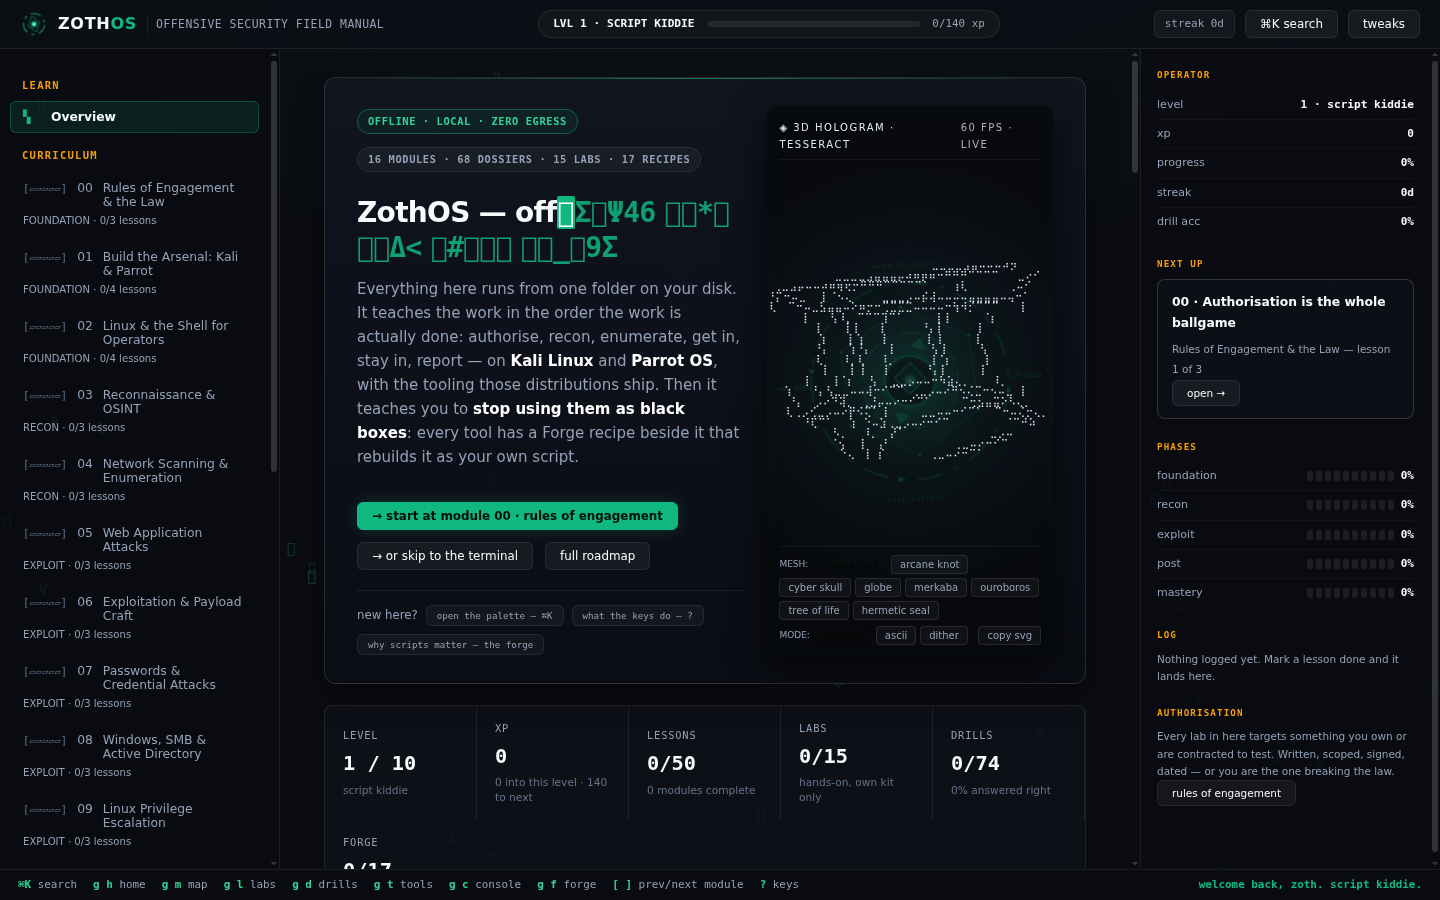 ZOTHOS
OFFENSIVE SECURITY FIELD MANUAL
LVL 1 · SCRIPT KIDDIE
0/140 xp
streak 0d
⌘K search
tweaks
LEARN
Overview
CURRICULUM
00 Rules of Engagement
& the Law
FOUNDATION · 0/3 lessons
01 Build the Arsenal: Kali
& Parrot
FOUNDATION · 0/4 lessons
02 Linux & the Shell for
Operators
FOUNDATION · 0/4 lessons
03 Reconnaissance &
OSINT
RECON · 0/3 lessons
04 Network Scanning &
Enumeration
RECON · 0/3 lessons
05 Web Application
Attacks
EXPLOIT · 0/3 lessons
06 Exploitation & Payload
Craft
EXPLOIT · 0/3 lessons
07 Passwords &
Credential Attacks
EXPLOIT · 0/3 lessons
08 Windows, SMB &
Active Directory
EXPLOIT · 0/3 lessons
09 Linux Privilege
Escalation
EXPLOIT · 0/3 lessons
OFFLINE · LOCAL · ZERO EGRESS
16 MODULES · 68 DOSSIERS · 15 LABS · 17 RECIPES
ZothOS — off
Everything here runs from one folder on your disk.
It teaches the work in the order the work is
actually done: authorise, recon, enumerate, get in,
stay in, report — on Kali Linux and Parrot OS,
with the tooling those distributions ship. Then it
teaches you to stop using them as black
boxes: every tool has a Forge recipe beside it that
rebuilds it as your own script.
→ start at module 00 · rules of engagement
→ or skip to the terminal
full roadmap
new here?
open the palette — ⌘K
what the keys do — ?
why scripts matter — the forge
◈ 3D HOLOGRAM ·
TESSERACT
60 FPS ·
LIVE
MESH:
arcane knot
cyber skull
globe
merkaba
ouroboros
tree of life
hermetic seal
MODE:
ascii
dither
copy svg
LEVEL
1 / 10
script kiddie
XP
0
0 into this level · 140
to next
LESSONS
0/50
0 modules complete
LABS
0/15
hands-on, own kit
only
DRILLS
0/74
0% answered right
FORGE
0/17
OPERATOR
level 1 · script kiddie
xp 0
progress 0%
streak 0d
drill acc 0%
NEXT UP
00 · Authorisation is the whole
ballgame
Rules of Engagement & the Law — lesson
1 of 3
open →
PHASES
foundation 0%
recon 0%
exploit 0%
post 0%
mastery 0%
LOG
Nothing logged yet. Mark a lesson done and it
lands here.
AUTHORISATION
Every lab in here targets something you own or
are contracted to test. Written, scoped, signed,
dated — or you are the one breaking the law.
rules of engagement
⌘K search g h home g m map g l labs g d drills g t tools g c console g f forge [ ] prev/next module ? keys
welcome back, zoth. script kiddie.